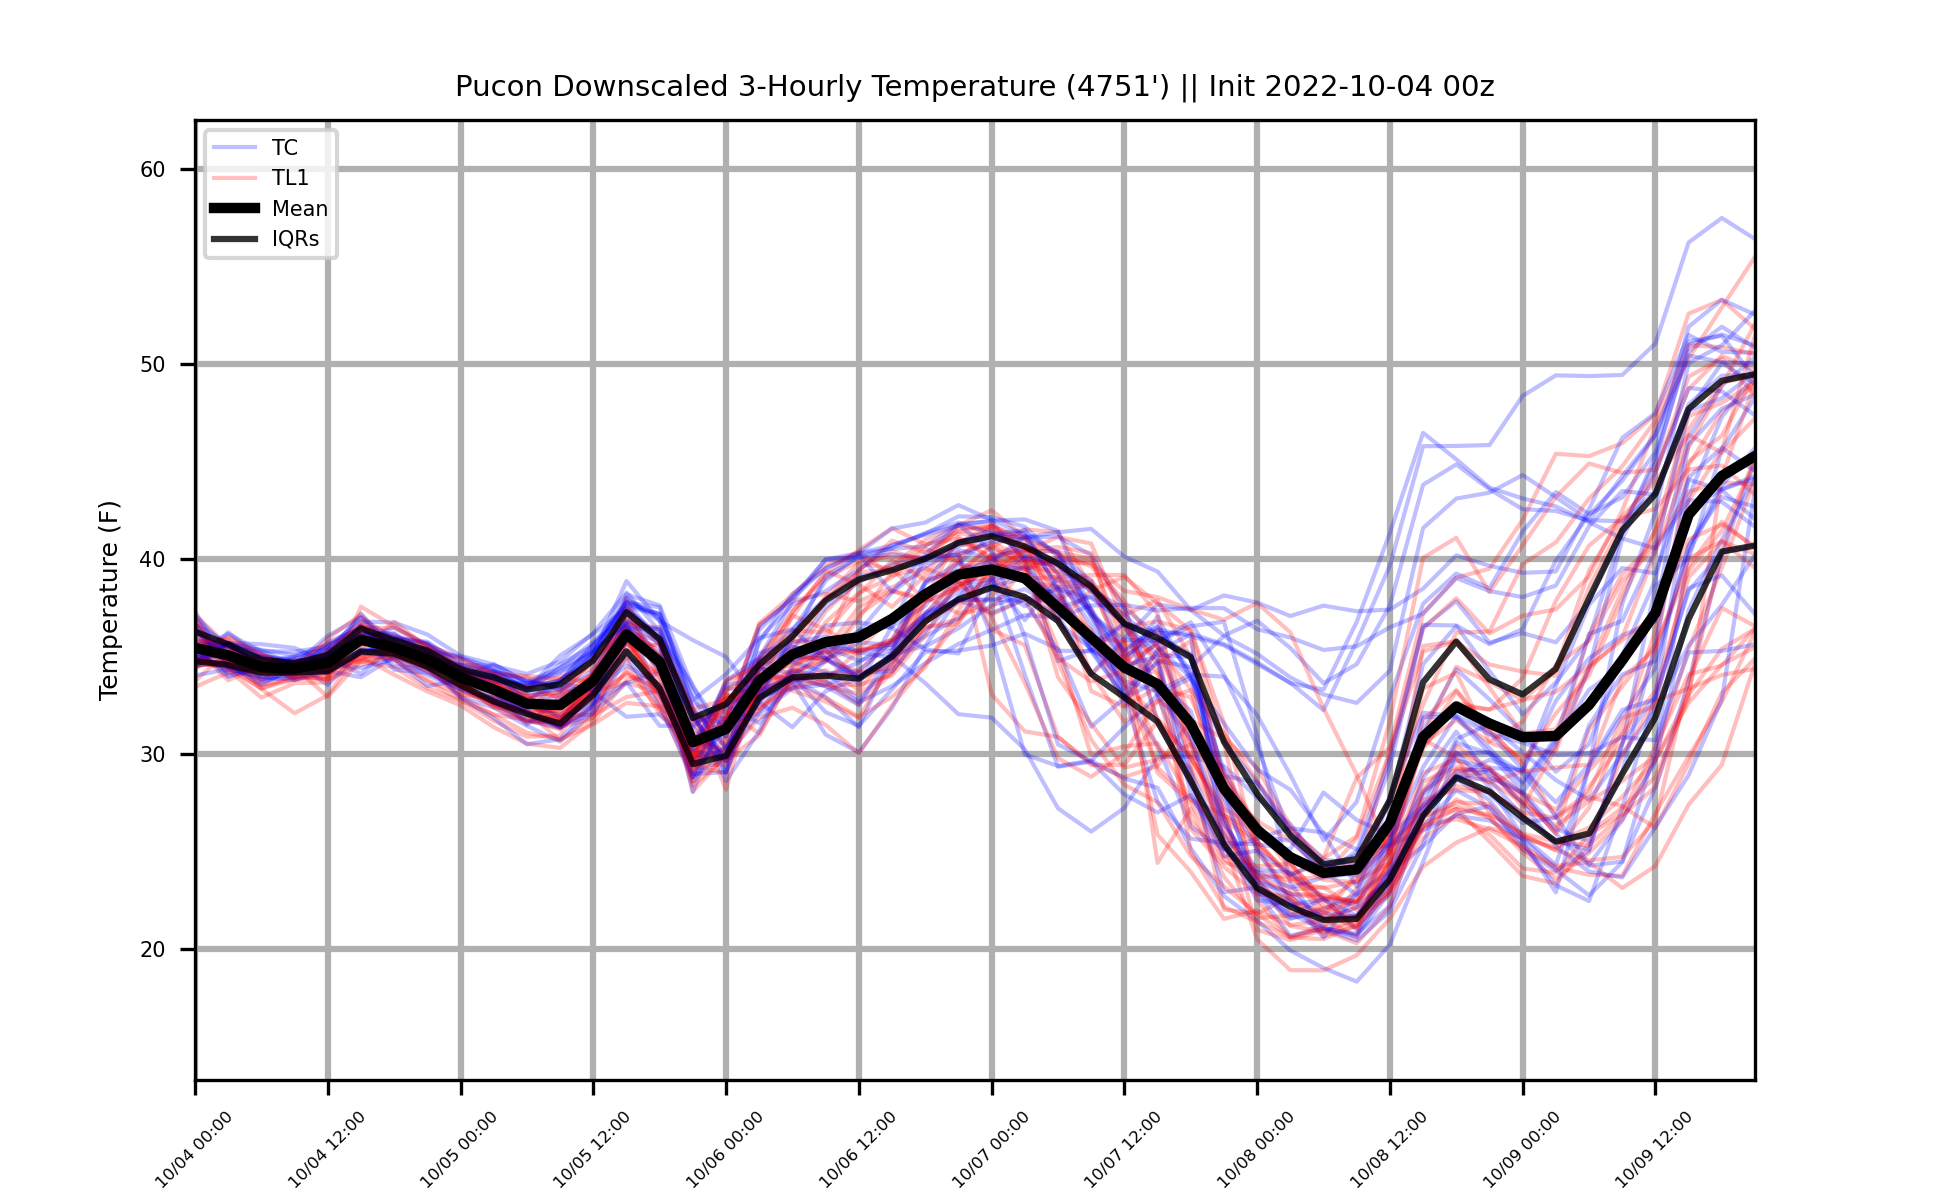 Pucon Downscaled 3-Hourly Temperature (4751') || Init 2022-10-04 00z
TC
TL1
Mean
IQRs
Temperature (F)
60
50
40
30
20
10/04 00:00
10/04 12:00
10/05 00:00
10/05 12:00
10/06 00:00
10/06 12:00
10/07 00:00
10/07 12:00
10/08 00:00
10/08 12:00
10/09 00:00
10/09 12:00